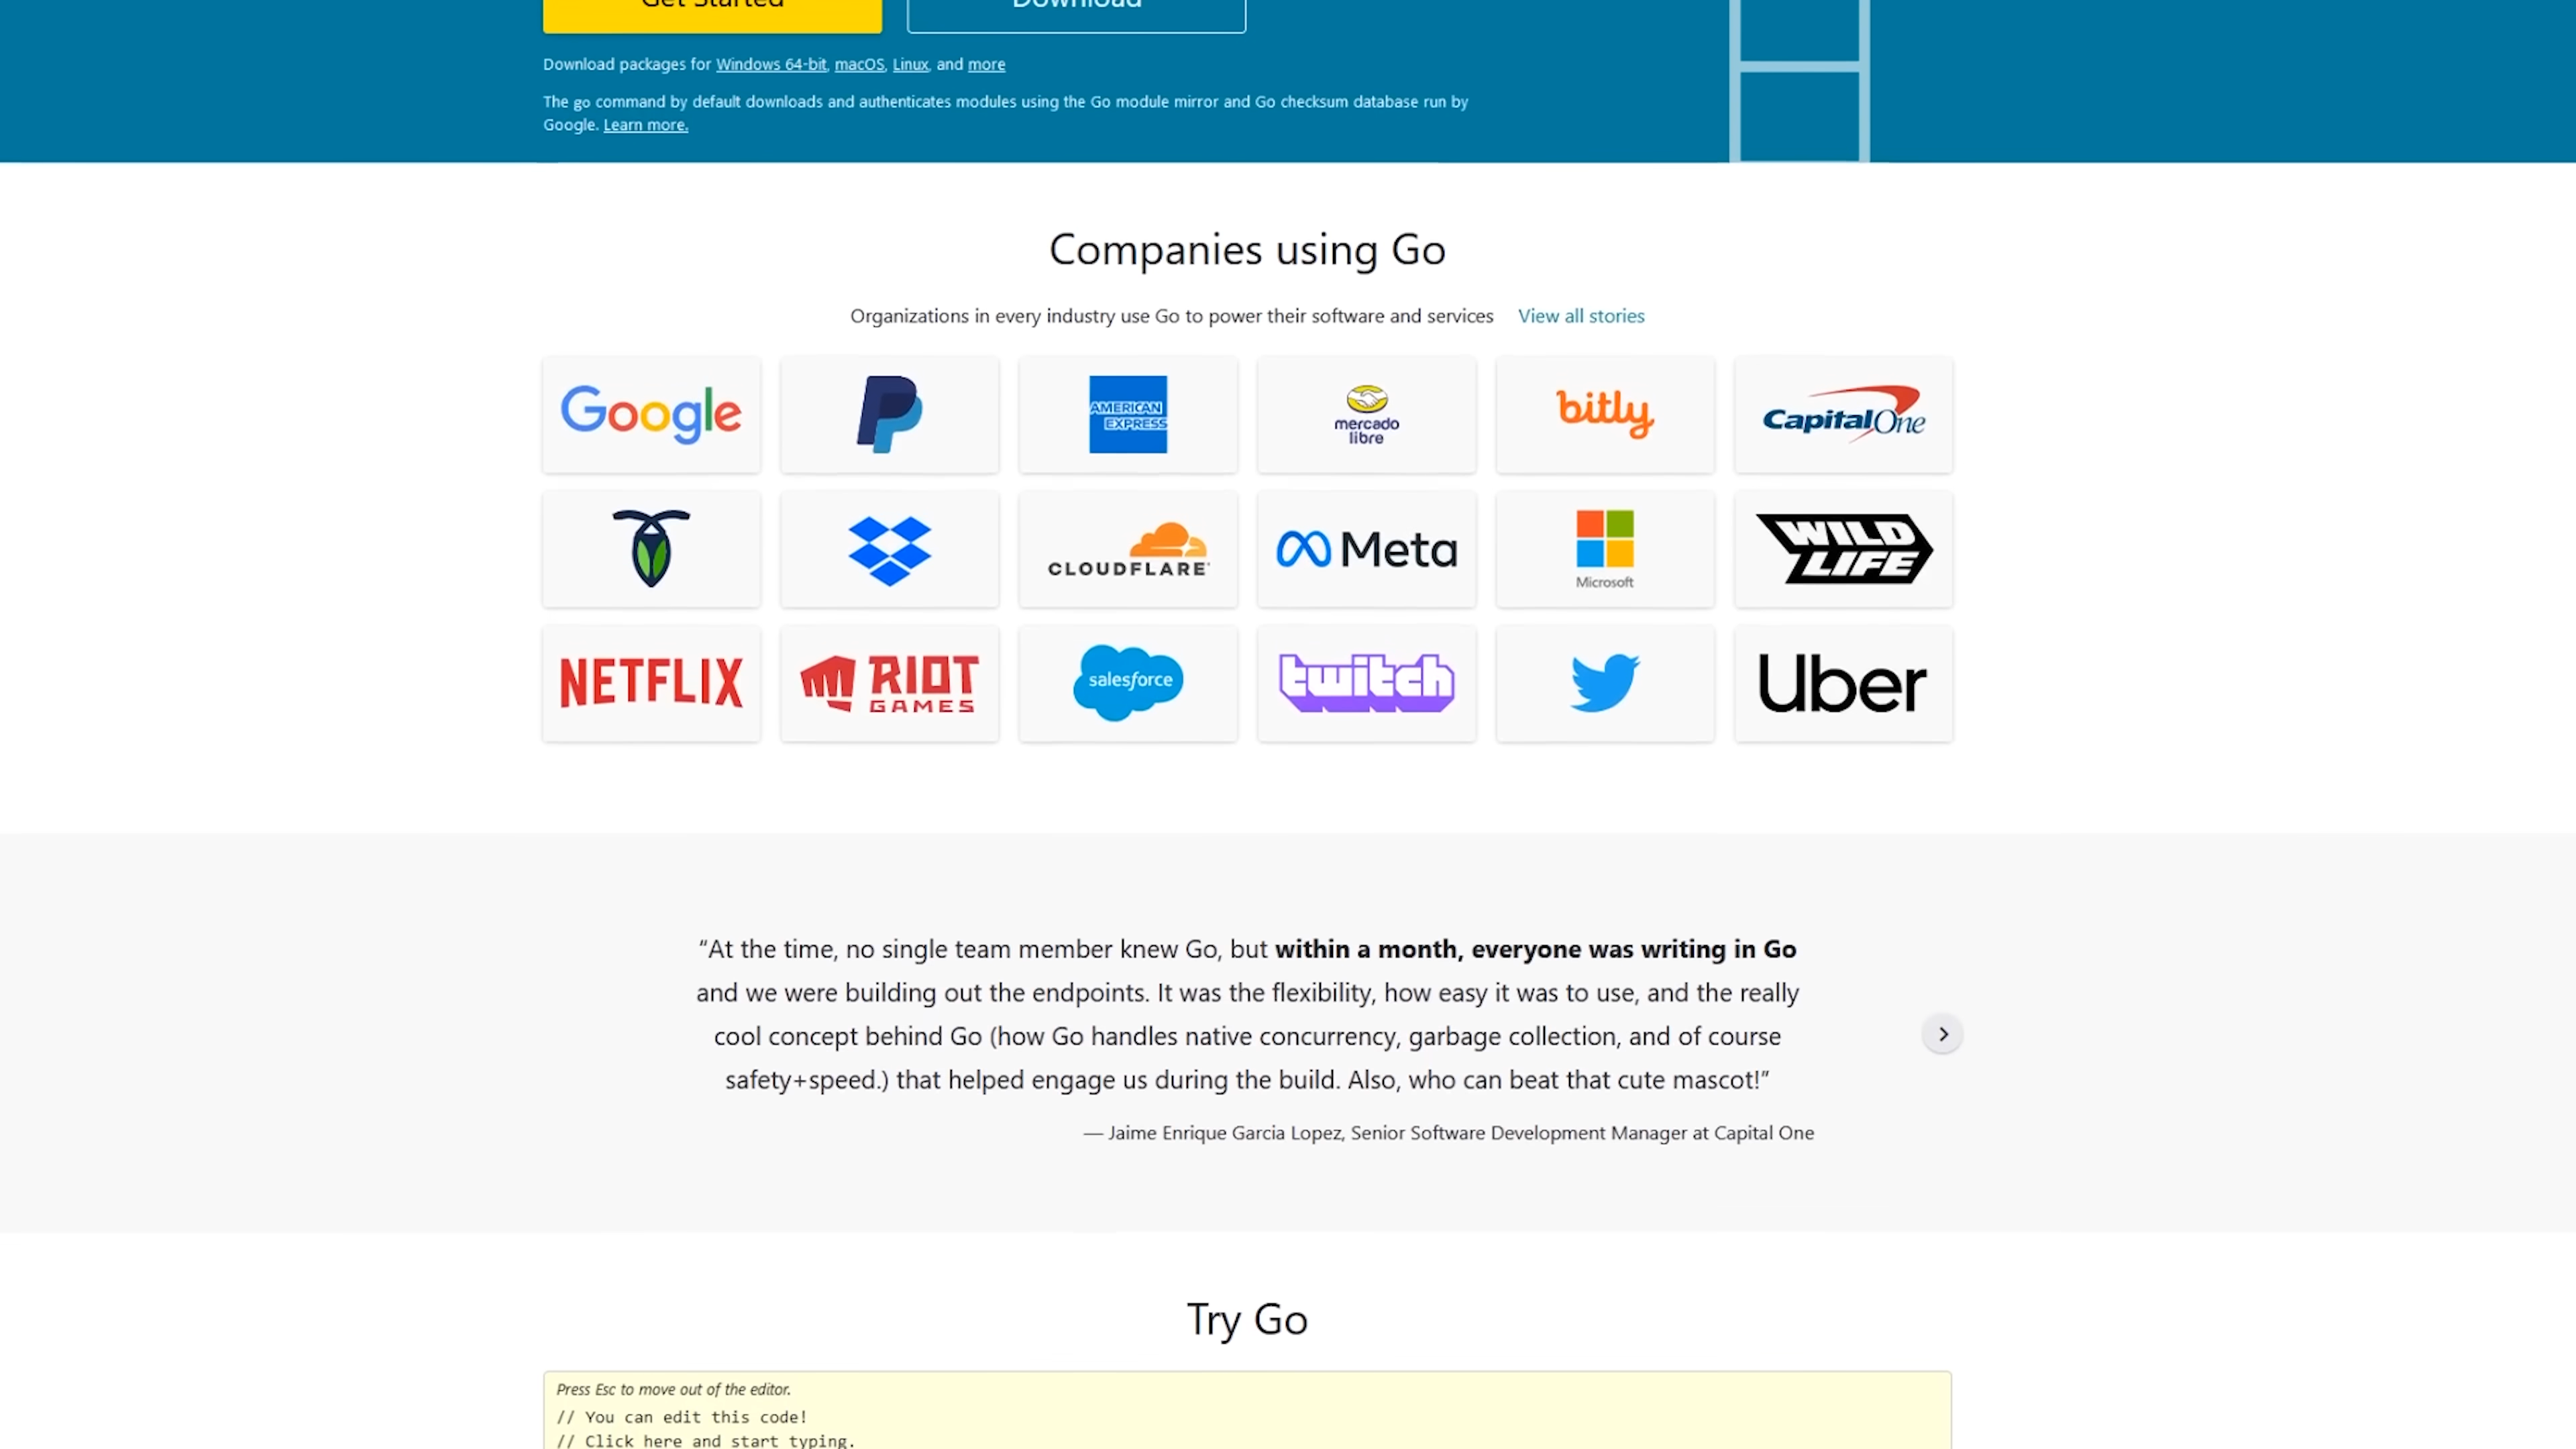 Get Started
Download
Download packages for Windows 64-bit, macOS, Linux, and more
The go command by default downloads and authenticates modules using the Go module mirror and Go checksum database run by
Google. Learn more.
Companies using Go
Organizations in every industry use Go to power their software and services View all stories
Google
AMERICAN
EXPRESS
mercado
libre
bitly
CapitalOne
CLOUDFLARE
Meta
Microsoft
WILD
LIFE
NETFLIX
RIOT
GAMES
salesforce
twitch
Uber
“At the time, no single team member knew Go, but within a month, everyone was writing in Go
and we were building out the endpoints. It was the flexibility, how easy it was to use, and the really
cool concept behind Go (how Go handles native concurrency, garbage collection, and of course
safety+speed.) that helped engage us during the build. Also, who can beat that cute mascot!”
— Jaime Enrique Garcia Lopez, Senior Software Development Manager at Capital One
Try Go
Press Esc to move out of the editor.
// You can edit this code!
// Click here and start typing.